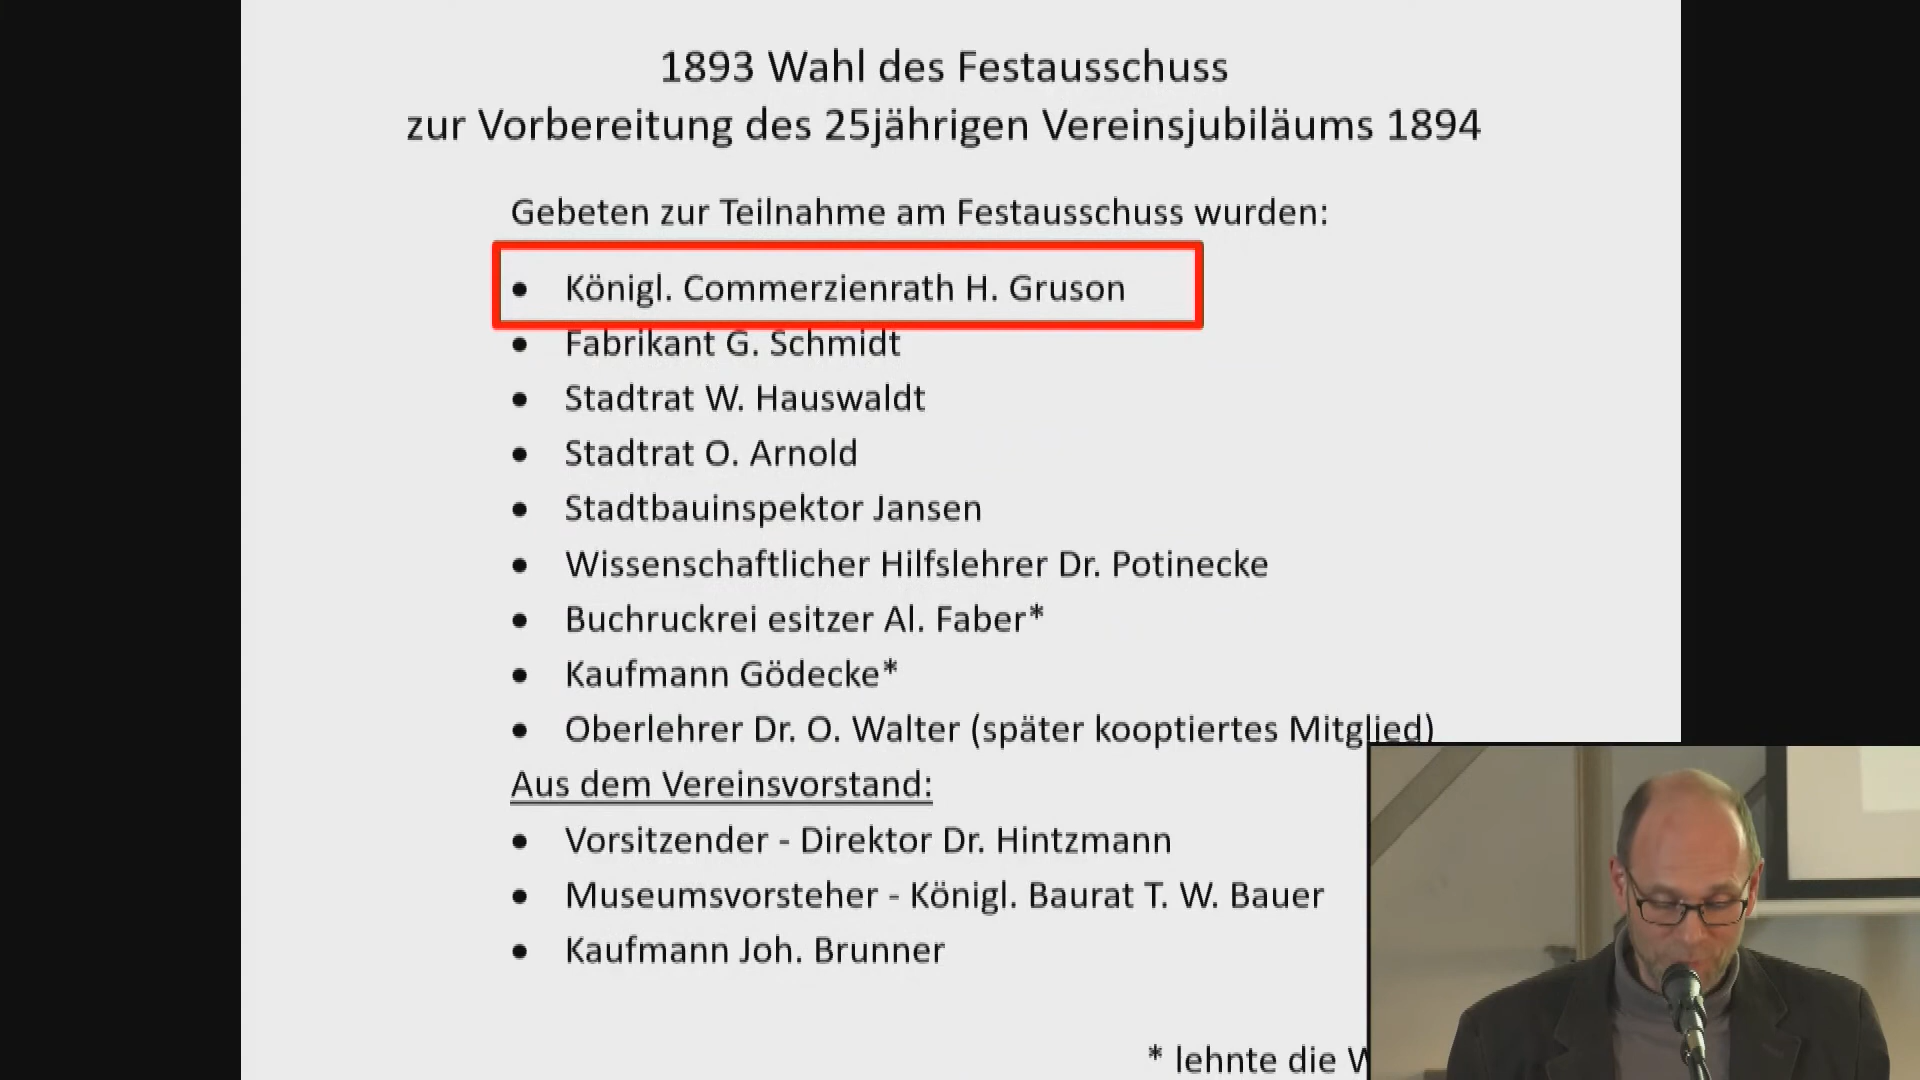 1893 Wahl des Festausschuss
zur Vorbereitung des 25jährigen Vereinsjubiläums 1894
Gebeten zur Teilnahme am Festausschuss wurden:
• Königl. Commerzienrath H. Gruson
• Fabrikant G. Schmidt
• Stadtrat W. Hauswaldt
• Stadtrat O. Arnold
• Stadtbauinspektor Jansen
• Wissenschaftlicher Hilfslehrer Dr. Potinecke
• Buchruckrei esitzer Al. Faber*
• Kaufmann Gödecke*
• Oberlehrer Dr. O. Walter (später kooptiertes Mitglied)
Aus dem Vereinsvorstand:
• Vorsitzender - Direktor Dr. Hintzmann
• Museumsvorsteher - Königl. Baurat T. W. Bauer
• Kaufmann Joh. Brunner
* lehnte die